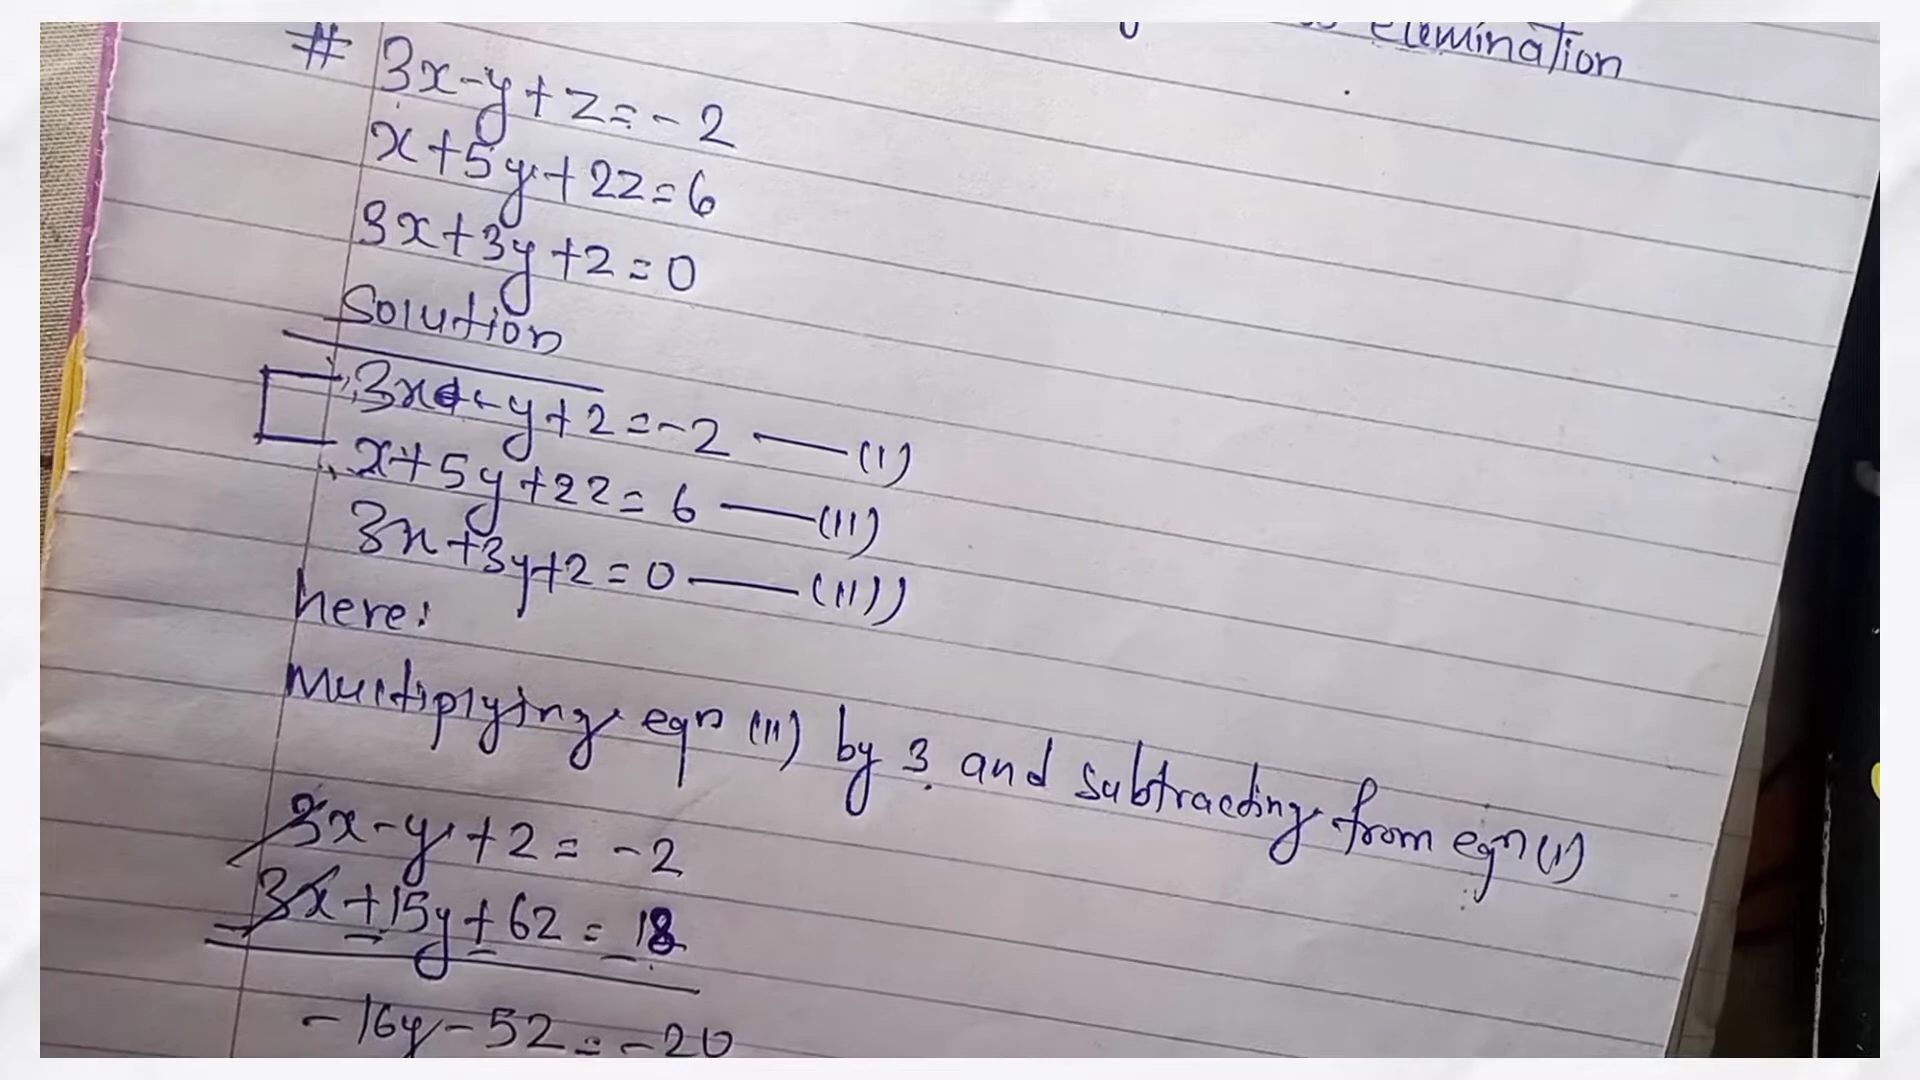 elemination
# 3x-y+z=-2
x+5y+2z=6
3x+3y+z=0
Solution
3x-y+z=-2 —(I)
x+5y+2z=6 —(II)
3x+3y+z=0 —(III)
here:
Multiplying eqn (II) by 3 and subtracting from eqn (I)
3x-y+z=-2
3x+15y+6z=18
-16y-5z=-20